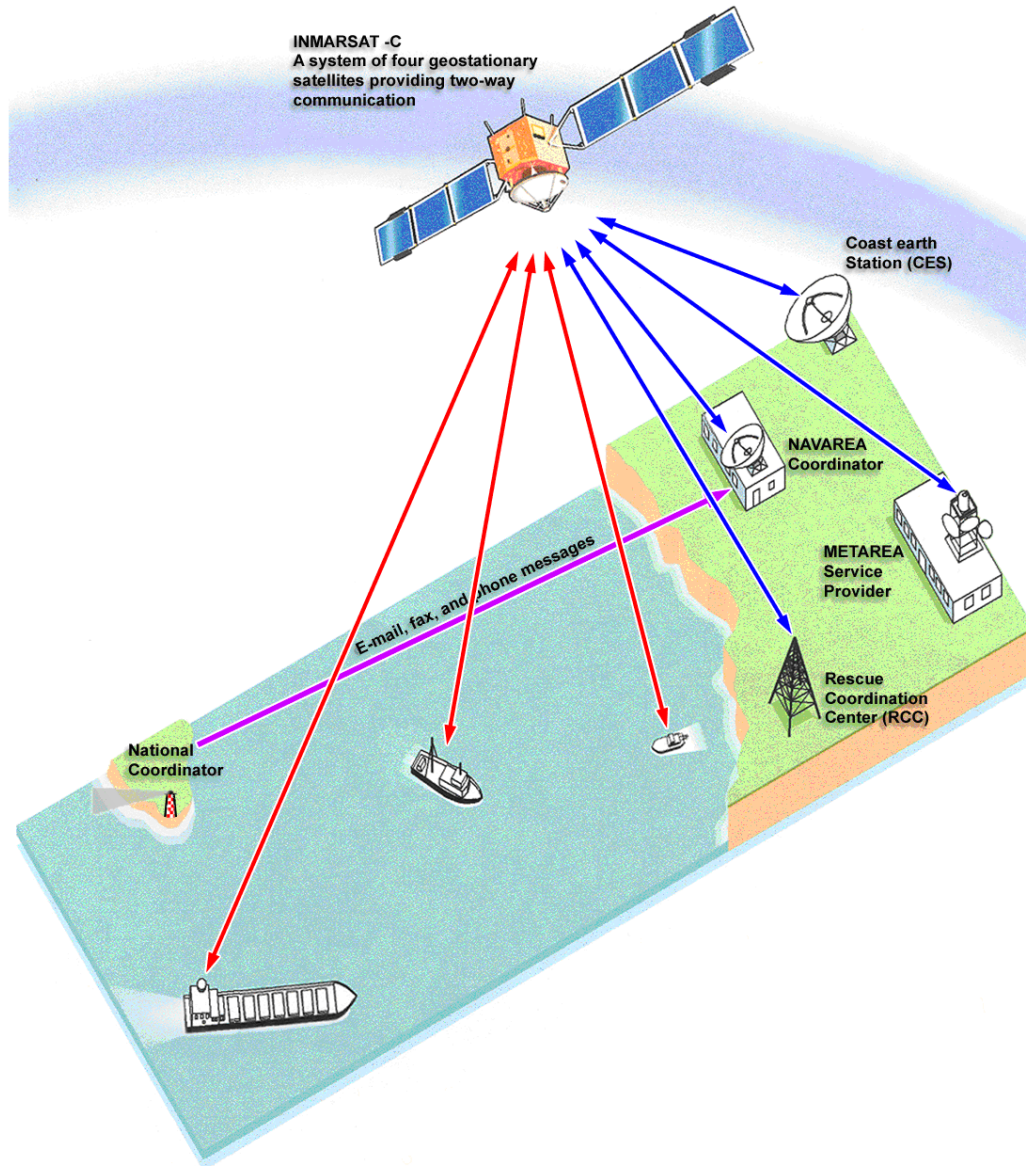 INMARSAT -C
A system of four geostationary
satellites providing two-way
communication
Coast earth
Station (CES)
NAVAREA
Coordinator
METAREA
Service
Provider
E-mail, fax, and phone messages
Rescue
Coordination
Center (RCC)
National
Coordinator